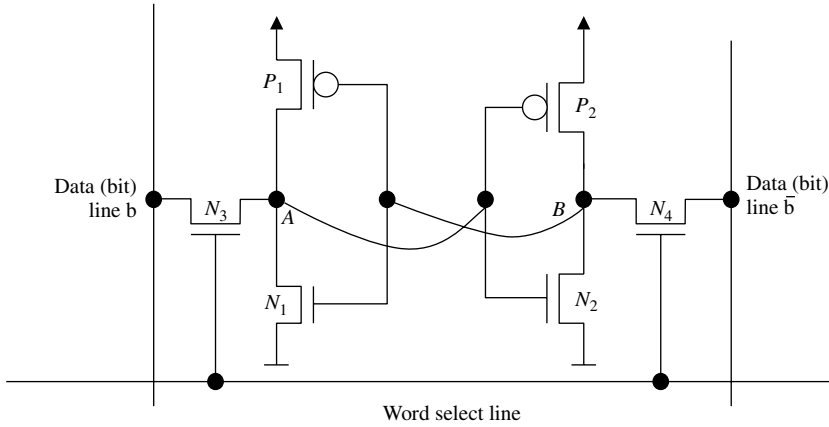 P1
P2
Data (bit)
line b
N3
A
B
N4
Data (bit)
line b̄
N1
N2
Word select line